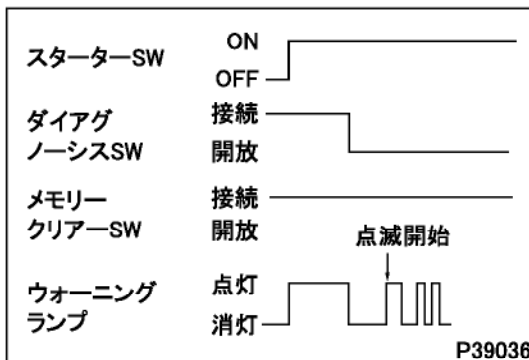 スターターSW
ON
OFF
ダイアグ
ノーシスSW
接続
開放
メモリー
クリアーSW
接続
開放
点滅開始
ウォーニング
ランプ
点灯
消灯
P39036